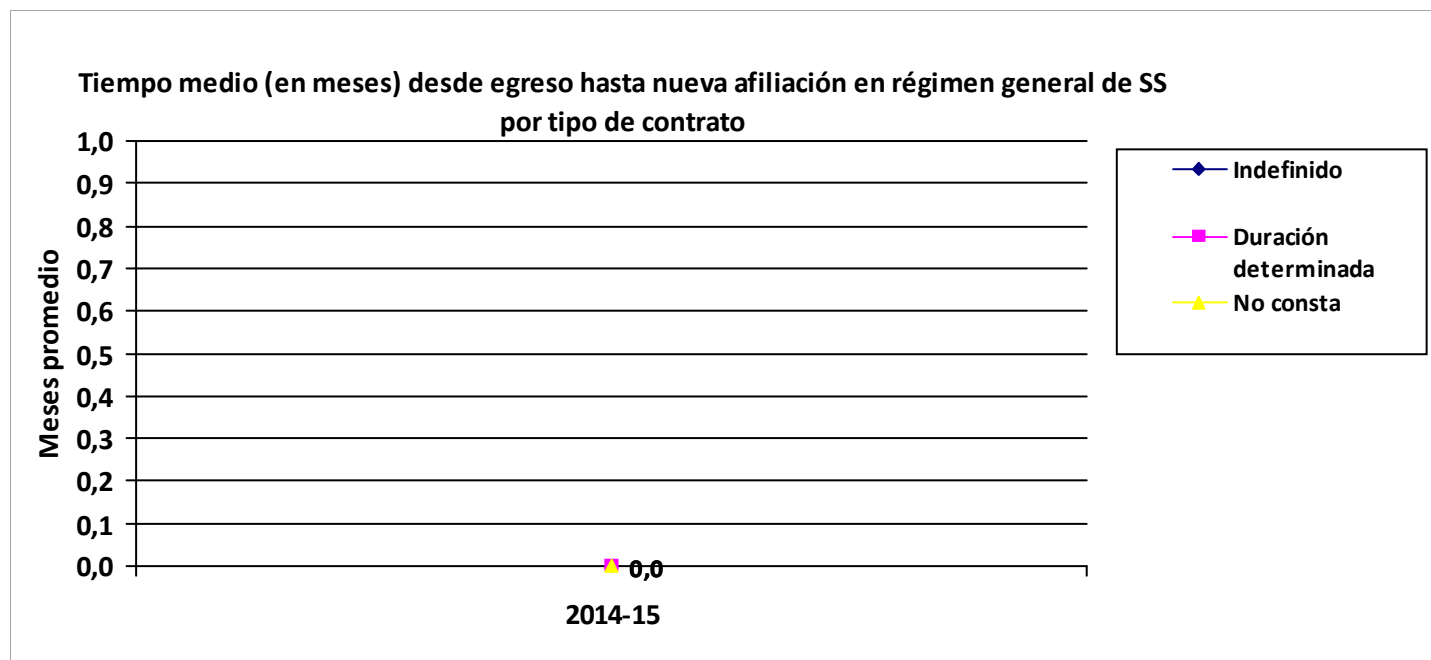 Tiempo medio (en meses) desde egreso hasta nueva afiliación en régimen general de SS
por tipo de contrato
Meses promedio
1,0
0,9
0,8
0,7
0,6
0,5
0,4
0,3
0,2
0,1
0,0
0,0
2014-15
Indefinido
Duración
determinada
No consta